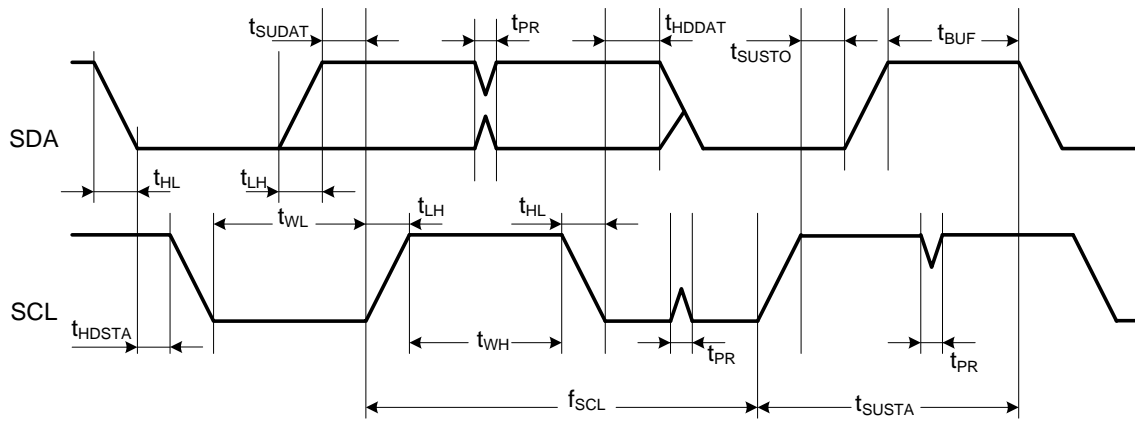 tSUDAT
tPR
tHDDAT
tSUSTO
tBUF
SDA
tHL
tLH
tWL
tLH
tHL
SCL
tHDSTA
tWH
tPR
tPR
fSCL
tSUSTA